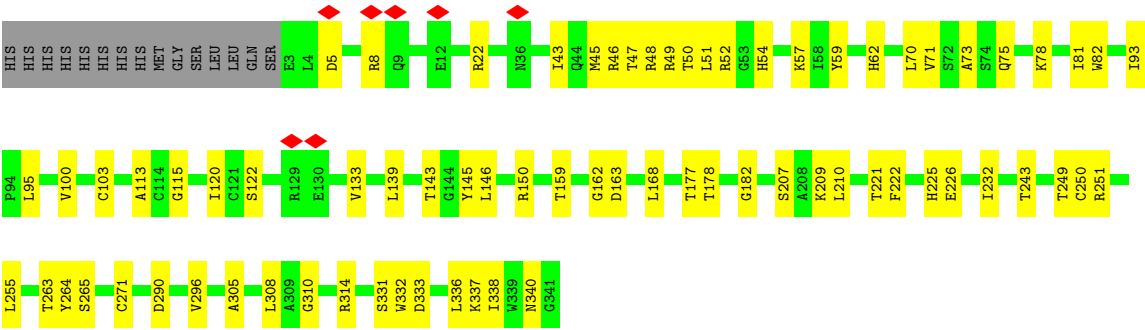 HIS HIS HIS HIS HIS HIS HIS HIS MET GLY SER LEU LEU GLN SER E3 L4 D5 R8 Q9 E12 R22 N36 I43 Q44 M45 R46 T47 R48 R49 T50 L51 R52 G53 H54 K57 I58 Y59 H62 L70 V71 S72 A73 S74 Q75 K78 I81 W82 I93
P94 L95 V100 C103 A113 C114 G115 I120 C121 S122 R129 E130 V133 L139 T143 G144 Y145 L146 R150 T159 G162 D163 L168 T177 T178 G182 S207 A208 K209 L210 T221 F222 H225 E226 I232 T243 T249 C250 R251
L255 T263 Y264 S265 C271 D290 V296 A305 L308 A309 G310 R314 S331 W332 D333 L336 K337 I338 W339 N340 G341